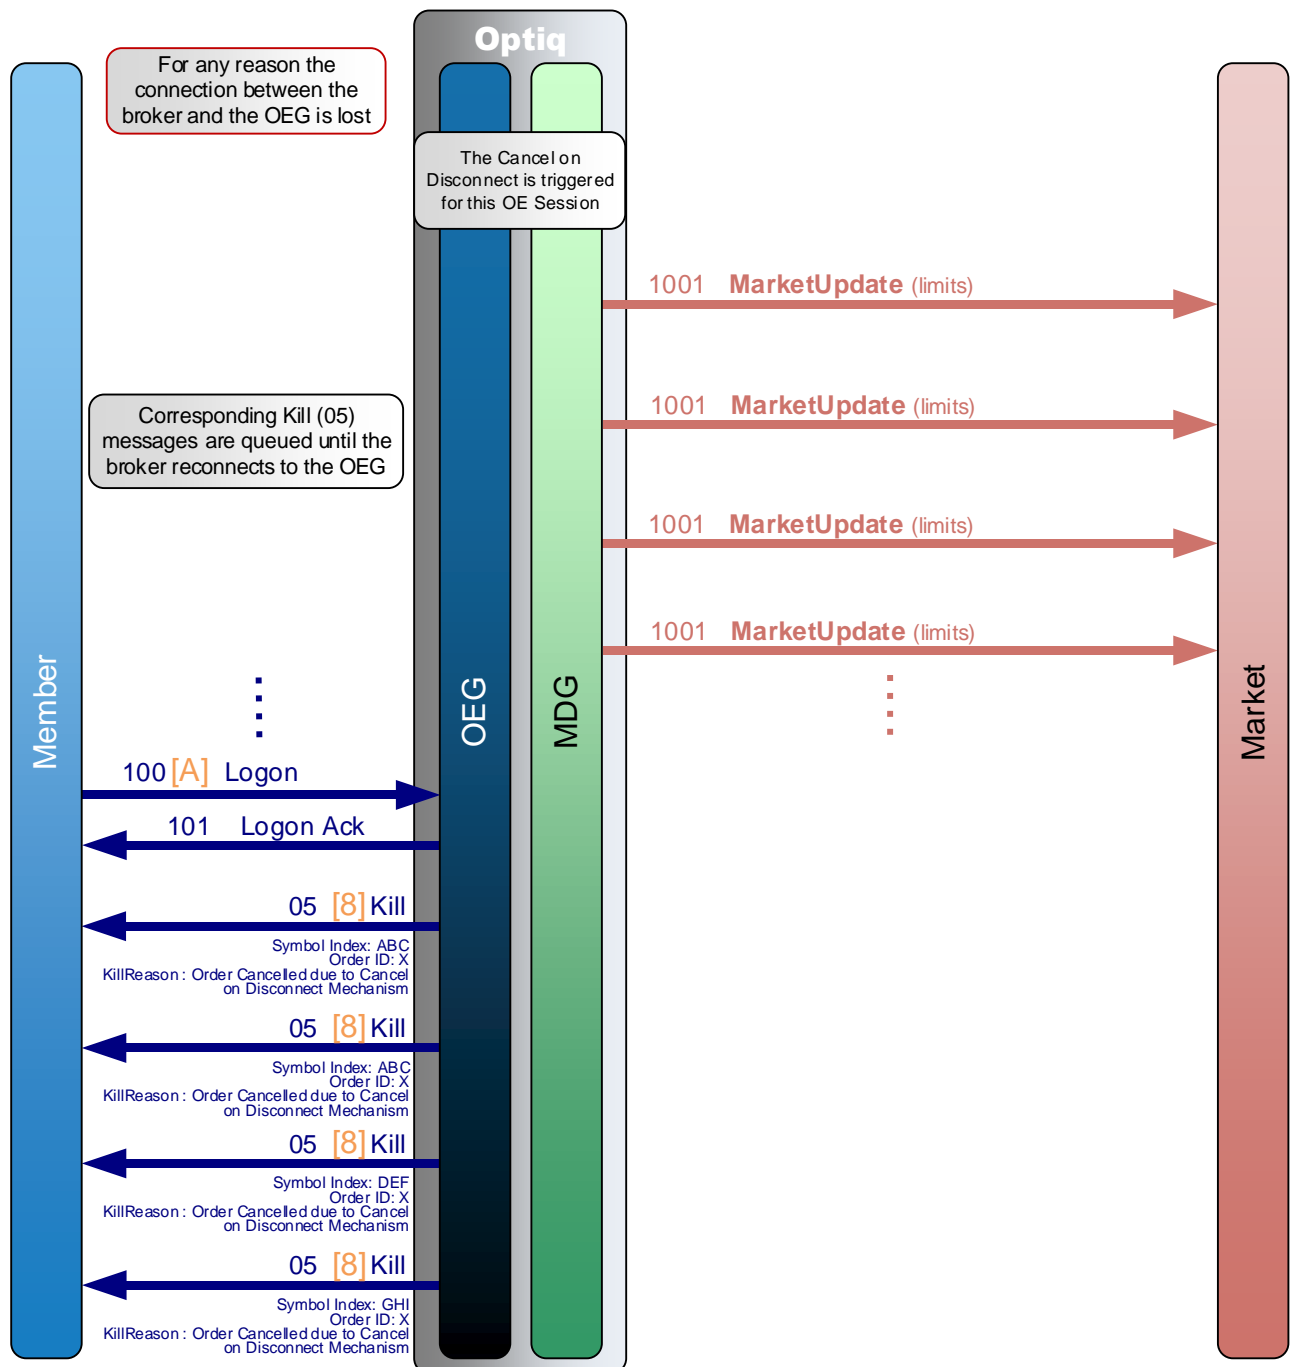 Optiq
For any reason the
connection between the
broker and the OEG is lost
The Cancel on
Disconnect is triggered
for this OE Session
1001 MarketUpdate (limits)
Corresponding Kill (05)
messages are queued until the
broker reconnects to the OEG
1001 MarketUpdate (limits)
1001 MarketUpdate (limits)
1001 MarketUpdate (limits)
Member
OEG
MDG
Market
100 [A] Logon
101 Logon Ack
05 [8] Kill
Symbol Index: ABC
Order ID: X
KillReason : Order Cancelled due to Cancel
on Disconnect Mechanism
05 [8] Kill
Symbol Index: ABC
Order ID: X
KillReason : Order Cancelled due to Cancel
on Disconnect Mechanism
05 [8] Kill
Symbol Index: DEF
Order ID: X
KillReason : Order Cancelled due to Cancel
on Disconnect Mechanism
05 [8] Kill
Symbol Index: GHI
Order ID: X
KillReason : Order Cancelled due to Cancel
on Disconnect Mechanism